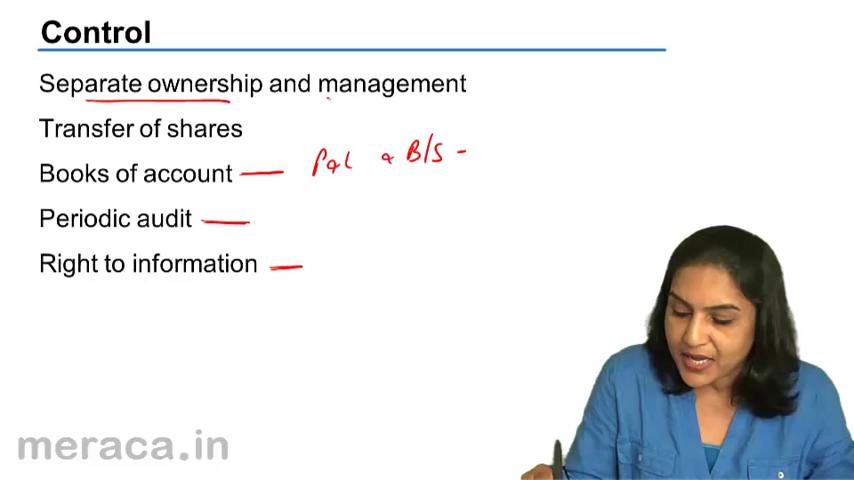 Control
Separate ownership and management
Transfer of shares
Books of account — P&L & B/S -
Periodic audit —
Right to information —
meraca.in